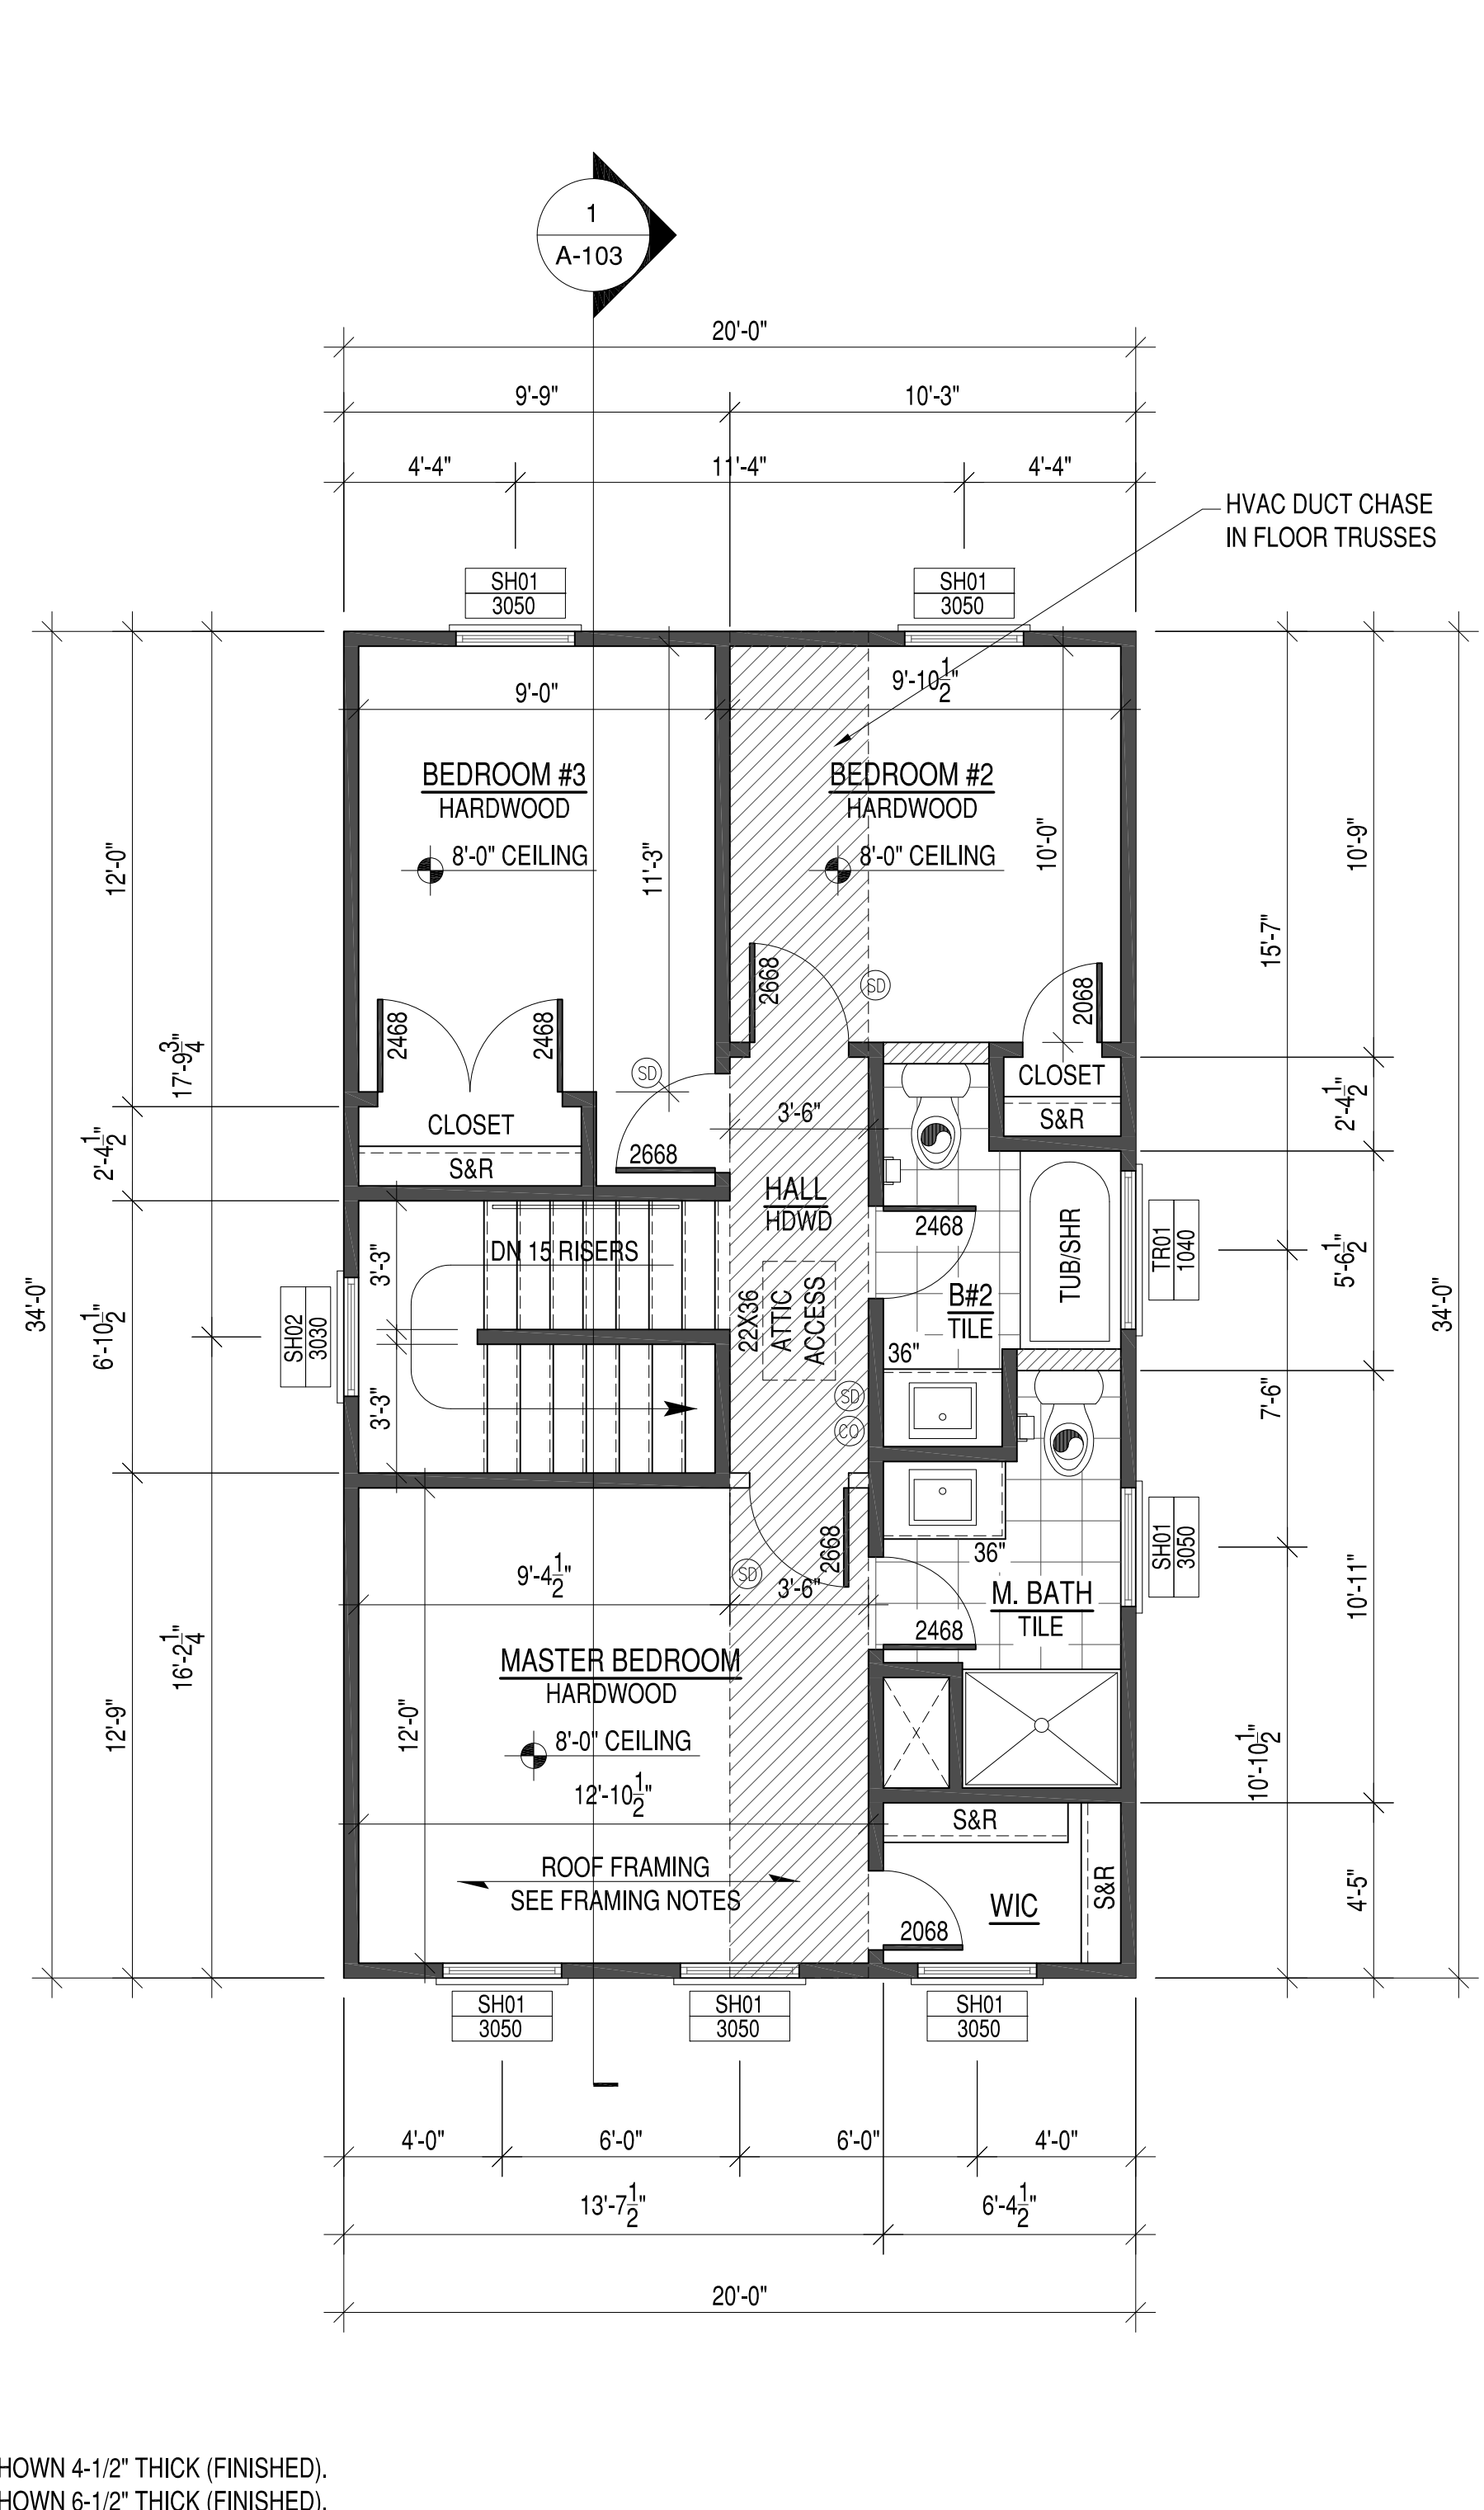 1
A-103
20'-0"
9'-9"
10'-3"
4'-4"
11'-4"
4'-4"
HVAC DUCT CHASE
IN FLOOR TRUSSES
SH01
3050
SH01
3050
9'-0"
9'-10 1/2"
BEDROOM #3
HARDWOOD
8'-0" CEILING
BEDROOM #2
HARDWOOD
8'-0" CEILING
11'-3"
10'-0"
12'-0"
10'-9"
15'-7"
17'-9 3/4"
2668
SD
2068
2468
2468
SD
CLOSET
S&R
CLOSET
S&R
2'-4 1/2"
2'-4 1/2"
3'-6"
2668
HALL
HDWD
2468
TUB/SHR
TR01
1040
5'-6 1/2"
DN 15 RISERS
3'-3"
3'-3"
34'-0"
6'-10 1/2"
SH02
3030
22X36
ATTIC
ACCESS
B#2
TILE
36"
34'-0"
SD
CO
7'-6"
SH01
3050
9'-4 1/2"
SD
3'-6"
2668
36"
M. BATH
TILE
2468
10'-11"
16'-2 1/4"
12'-9"
MASTER BEDROOM
HARDWOOD
8'-0" CEILING
12'-0"
12'-10 1/2"
10'-10 1/2"
S&R
S&R
ROOF FRAMING
SEE FRAMING NOTES
WIC
2068
4'-5"
SH01
3050
SH01
3050
SH01
3050
4'-0"
6'-0"
6'-0"
4'-0"
13'-7 1/2"
6'-4 1/2"
20'-0"
HOWN 4-1/2" THICK (FINISHED).
HOWN 6-1/2" THICK (FINISHED).